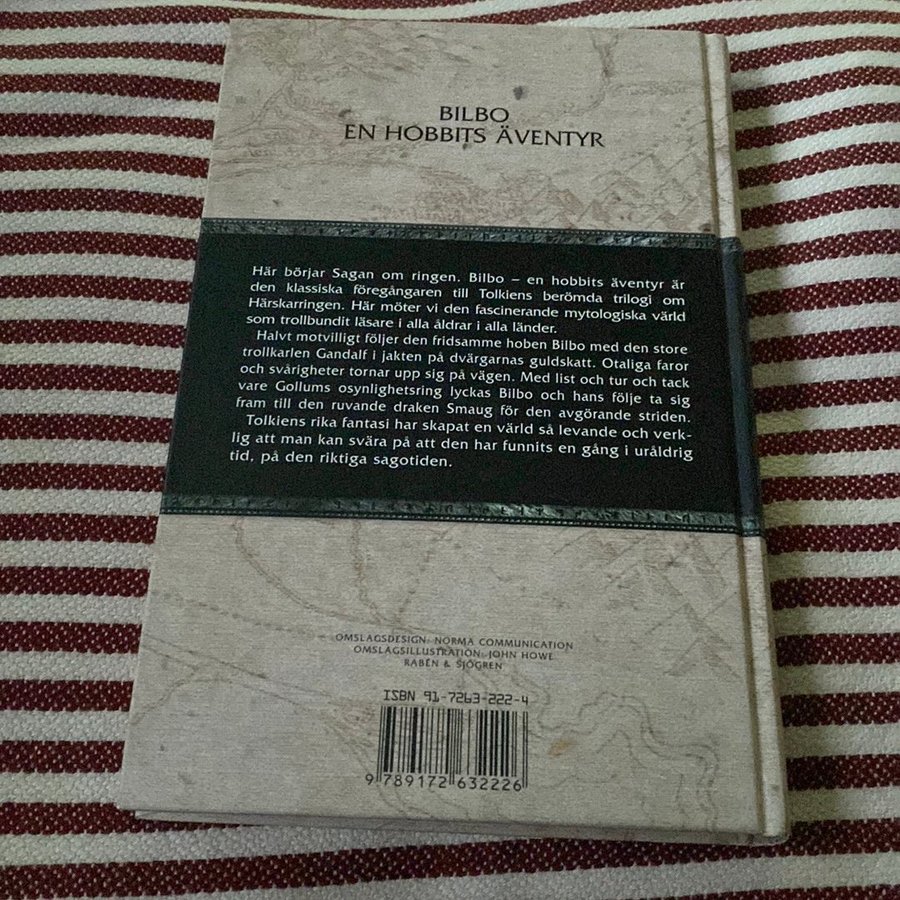 BILBO
EN HOBBITS ÄVENTYR
Här börjar Sagan om ringen. Bilbo – en hobbits äventyr är
den klassiska föregångaren till Tolkiens berömda trilogi om
Härskarringen. Här möter vi den fascinerande mytologiska värld
som trollbundit läsare i alla åldrar i alla länder.
Halvt motvilligt följer den fridsamme hoben Bilbo med den store
trollkarlen Gandalf i jakten på dvärgarnas guldskatt. Otaliga faror
och svårigheter tornar upp sig på vägen. Med list och tur och tack
vare Gollums osynlighetsring lyckas Bilbo och hans följe ta sig
fram till den ruvande draken Smaug för den avgörande striden.
Tolkiens rika fantasi har skapat en värld så levande och verk-
lig att man kan svära på att den har funnits en gång i uråldrig
tid, på den riktiga sagotiden.
OMSLAGSDESIGN: NORMA COMMUNICATION
OMSLAGSILLUSTRATION: JOHN HOWE
RABÉN & SJÖGREN
ISBN 91-7263-222-4
9 789172 632226